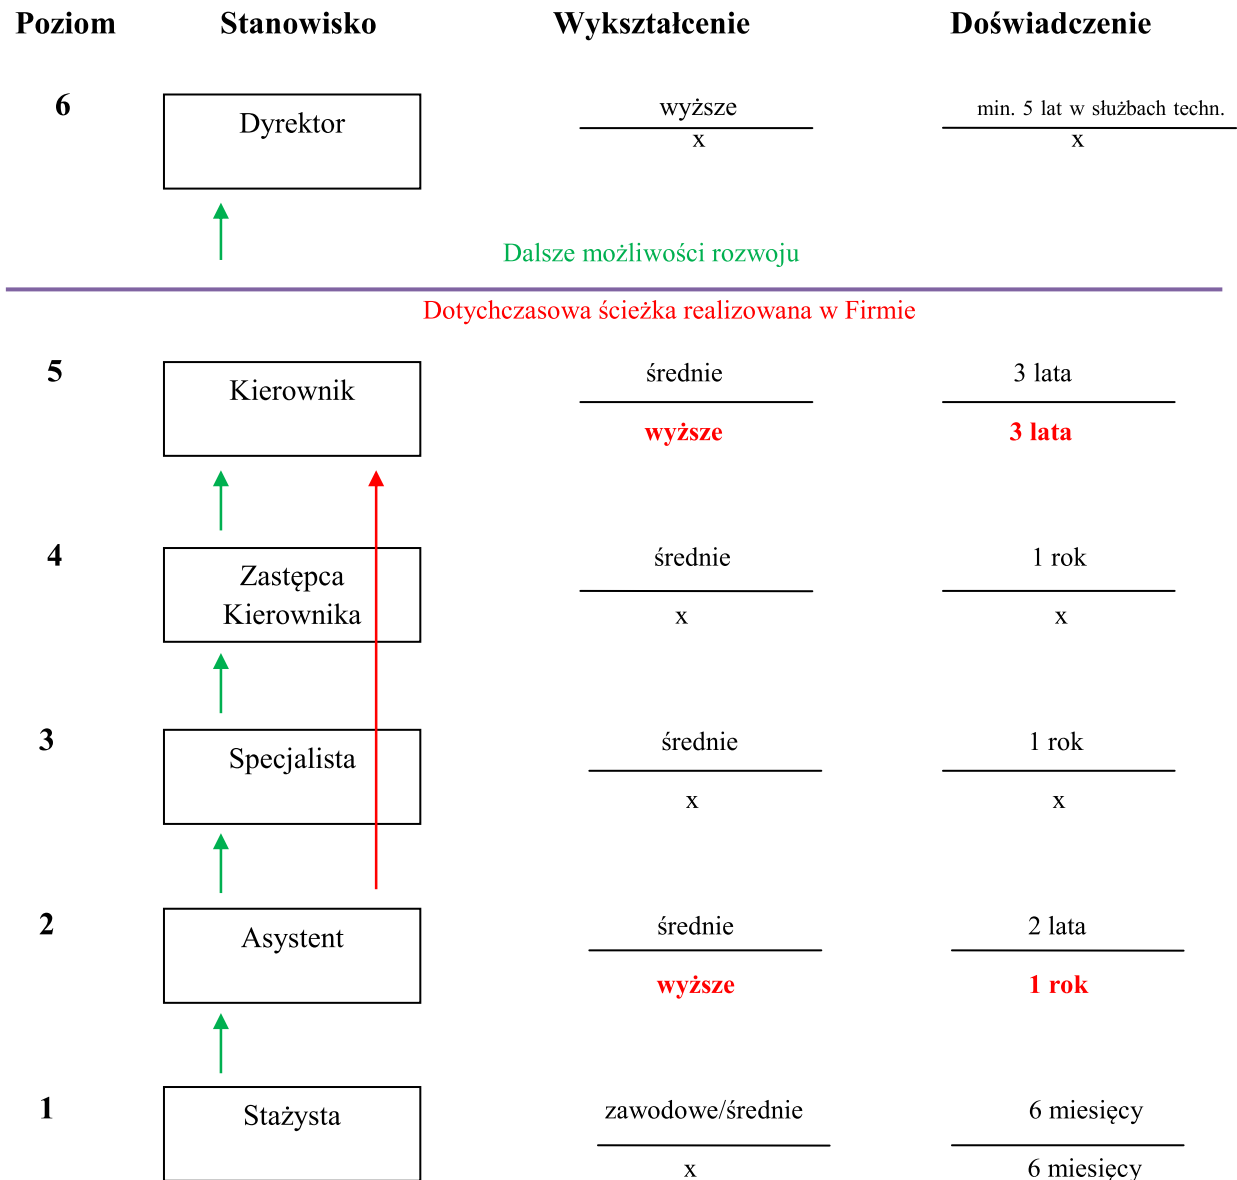 Poziom Stanowisko Wykształcenie Doświadczenie
6 Dyrektor wyższe min. 5 lat w służbach techn.
x x
Dalsze możliwości rozwoju
Dotychczasowa ścieżka realizowana w Firmie
5 Kierownik średnie 3 lata
wyższe 3 lata
4 Zastępca średnie 1 rok
Kierownika x x
3 Specjalista średnie 1 rok
x x
2 Asystent średnie 2 lata
wyższe 1 rok
1 Stażysta zawodowe/średnie 6 miesięcy
x 6 miesięcy